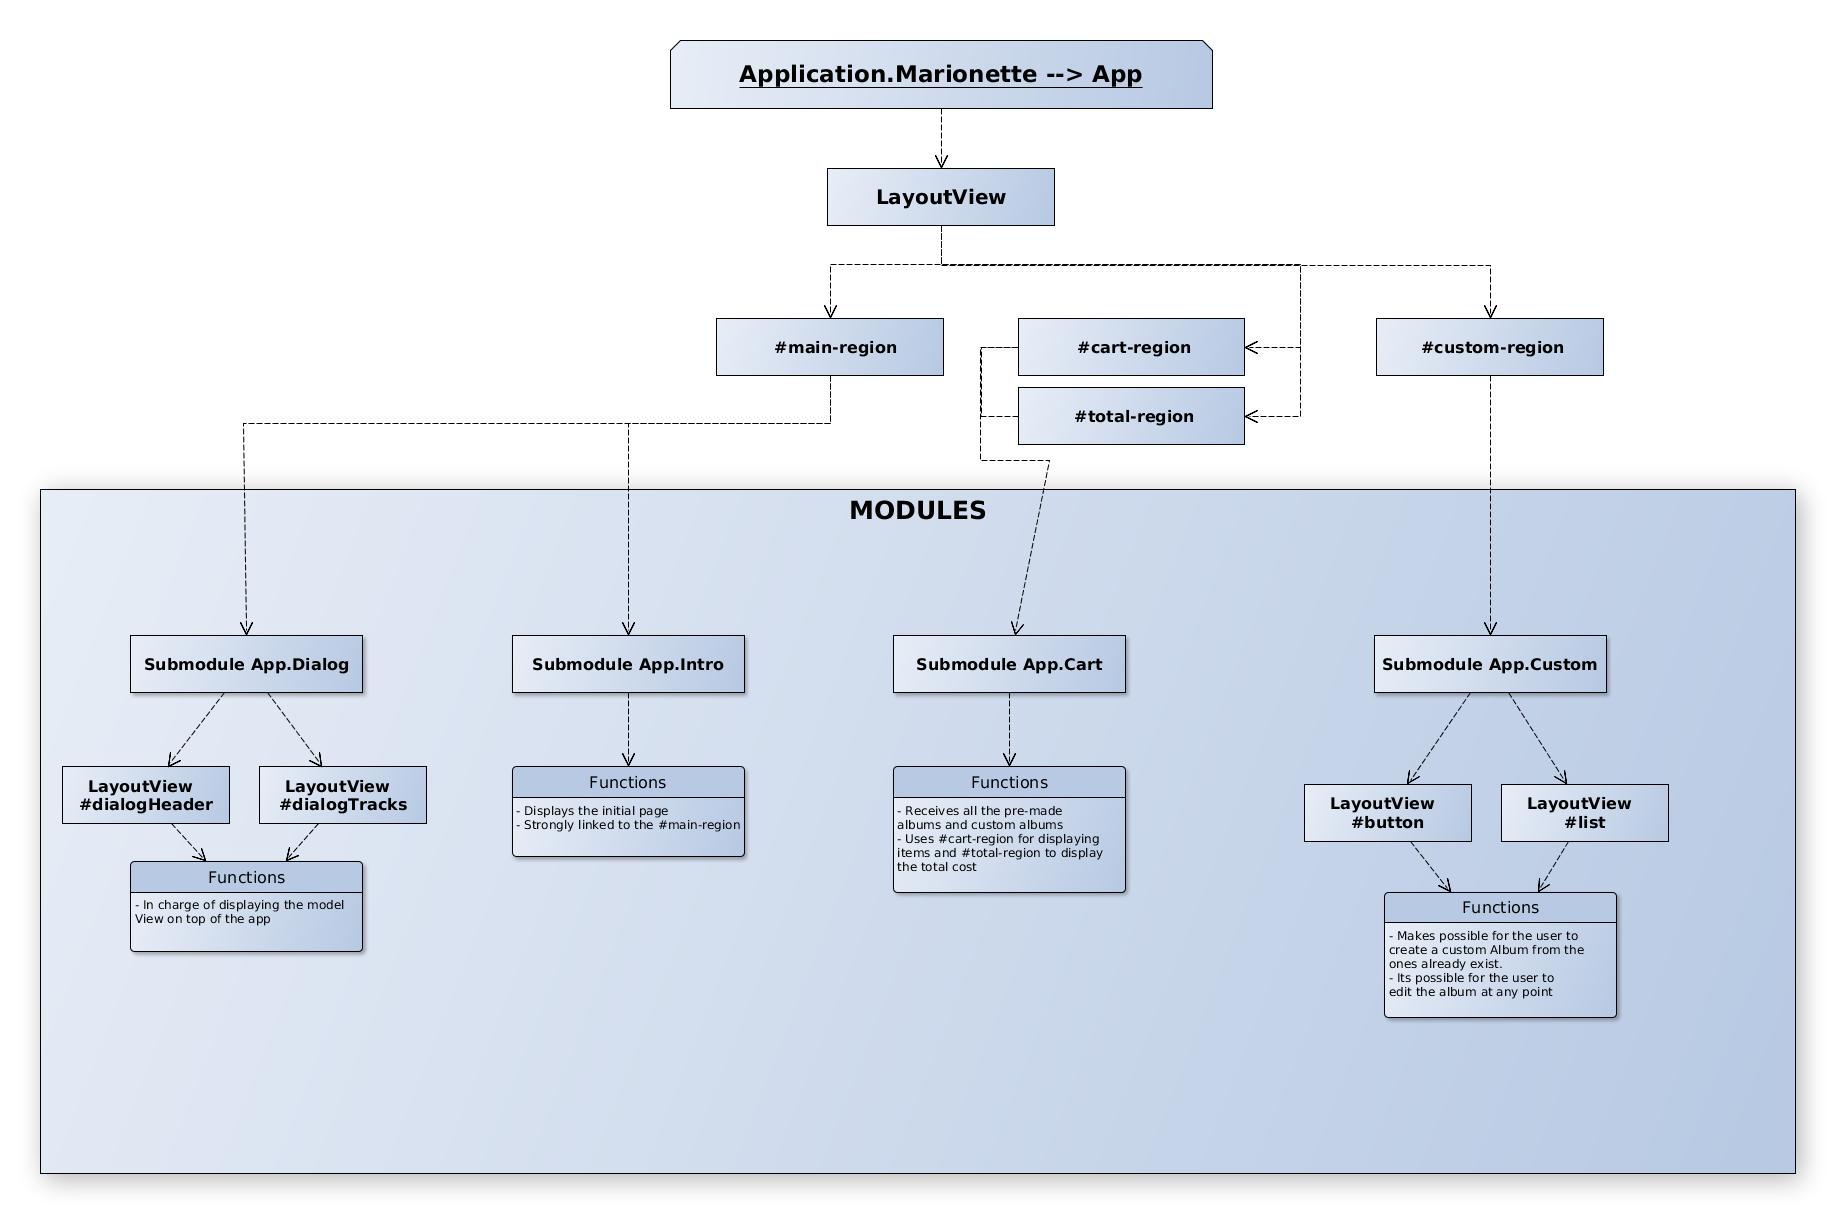 Application.Marionette --> App
LayoutView
#main-region
#cart-region
#custom-region
#total-region
MODULES
Submodule App.Dialog
Submodule App.Intro
Submodule App.Cart
Submodule App.Custom
LayoutView
#dialogHeader
LayoutView
#dialogTracks
Functions
- In charge of displaying the model
View on top of the app
Functions
- Displays the initial page
- Strongly linked to the #main-region
Functions
- Receives all the pre-made
albums and custom albums
- Uses #cart-region for displaying
items and #total-region to display
the total cost
LayoutView
#button
LayoutView
#list
Functions
- Makes possible for the user to
create a custom Album from the
ones already exist.
- Its possible for the user to
edit the album at any point